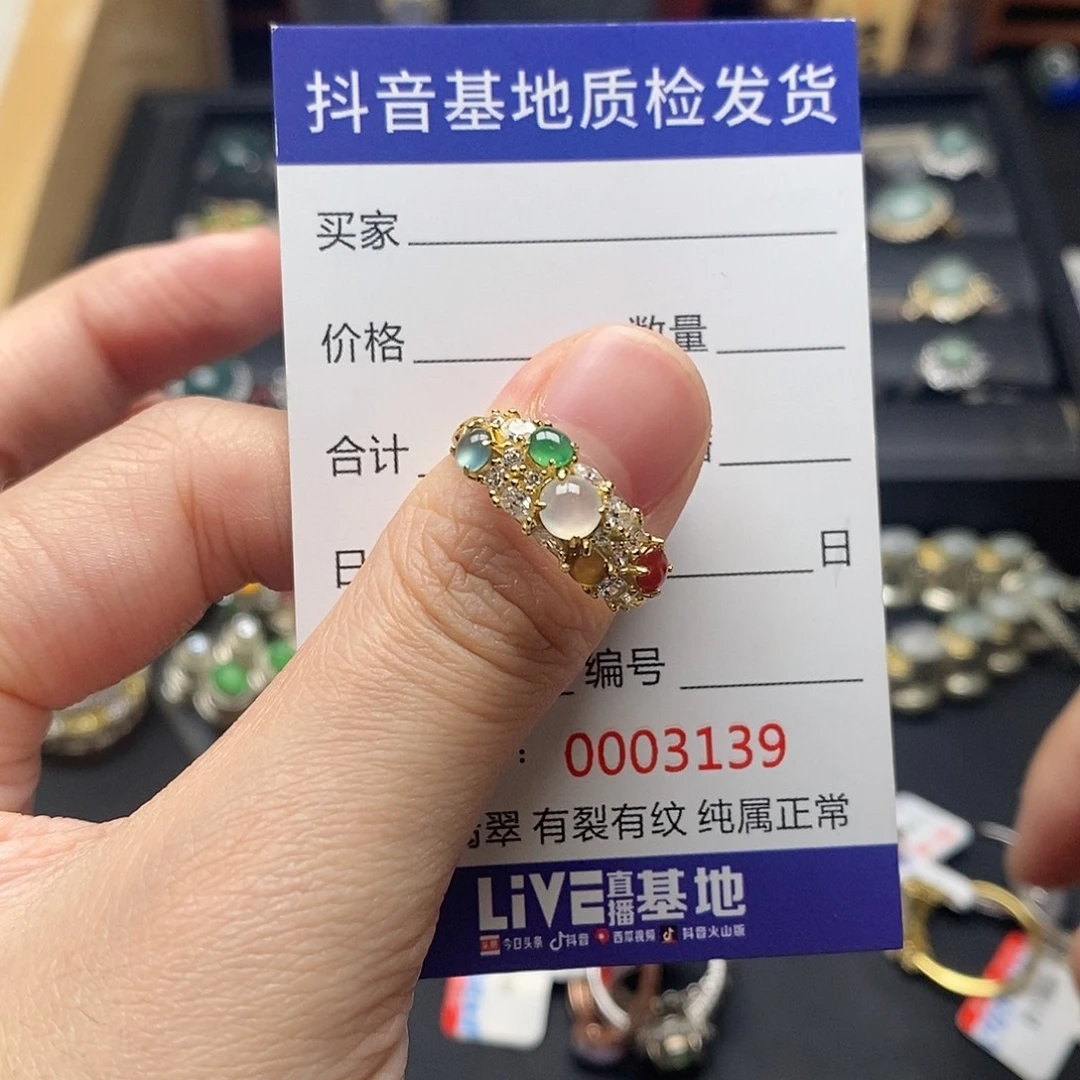 抖音基地质检发货
买家
价格 数量
合计
日 日
编号
: 0003139
翠 有裂有纹 纯属正常
LiVE直播基地
今日头条 抖音 西瓜视频 抖音火山版